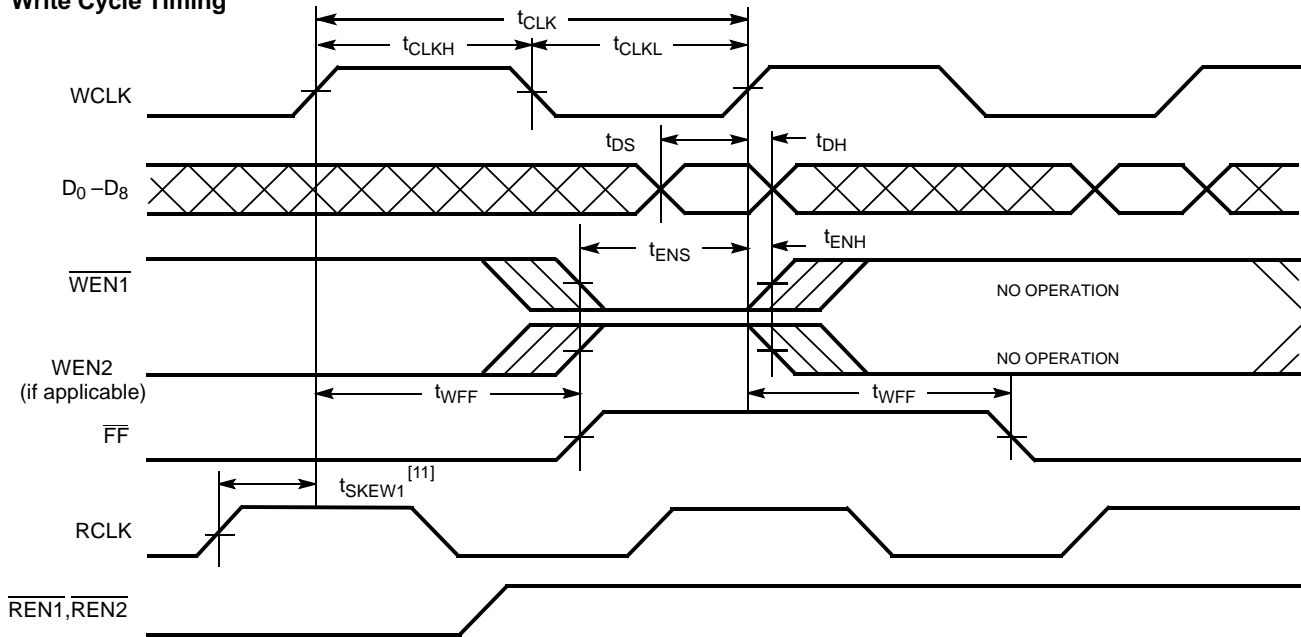 Write Cycle Timing
tCLK
tCLKH
tCLKL
WCLK
tDS
tDH
D0 –D8
tENS
tENH
WEN1
NO OPERATION
WEN2
(if applicable)
NO OPERATION
tWFF
tWFF
FF
tSKEW1 [11]
RCLK
REN1,REN2